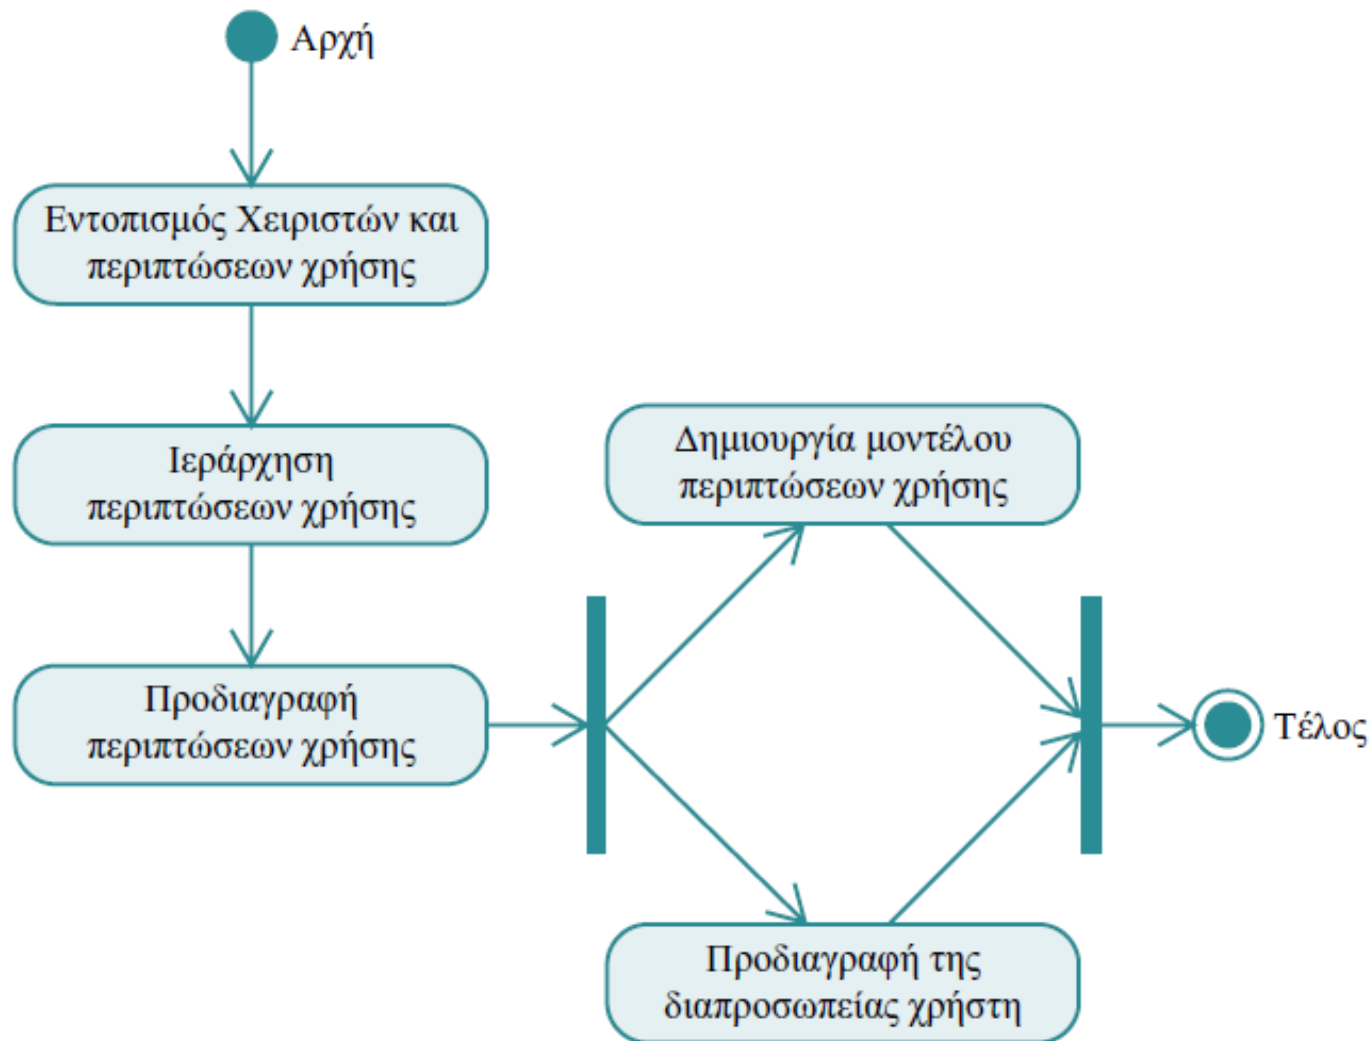 Αρχή
Εντοπισμός Χειριστών και
περιπτώσεων χρήσης
Ιεράρχηση
περιπτώσεων χρήσης
Προδιαγραφή
περιπτώσεων χρήσης
Δημιουργία μοντέλου
περιπτώσεων χρήσης
Προδιαγραφή της
διαπροσωπείας χρήστη
Τέλος